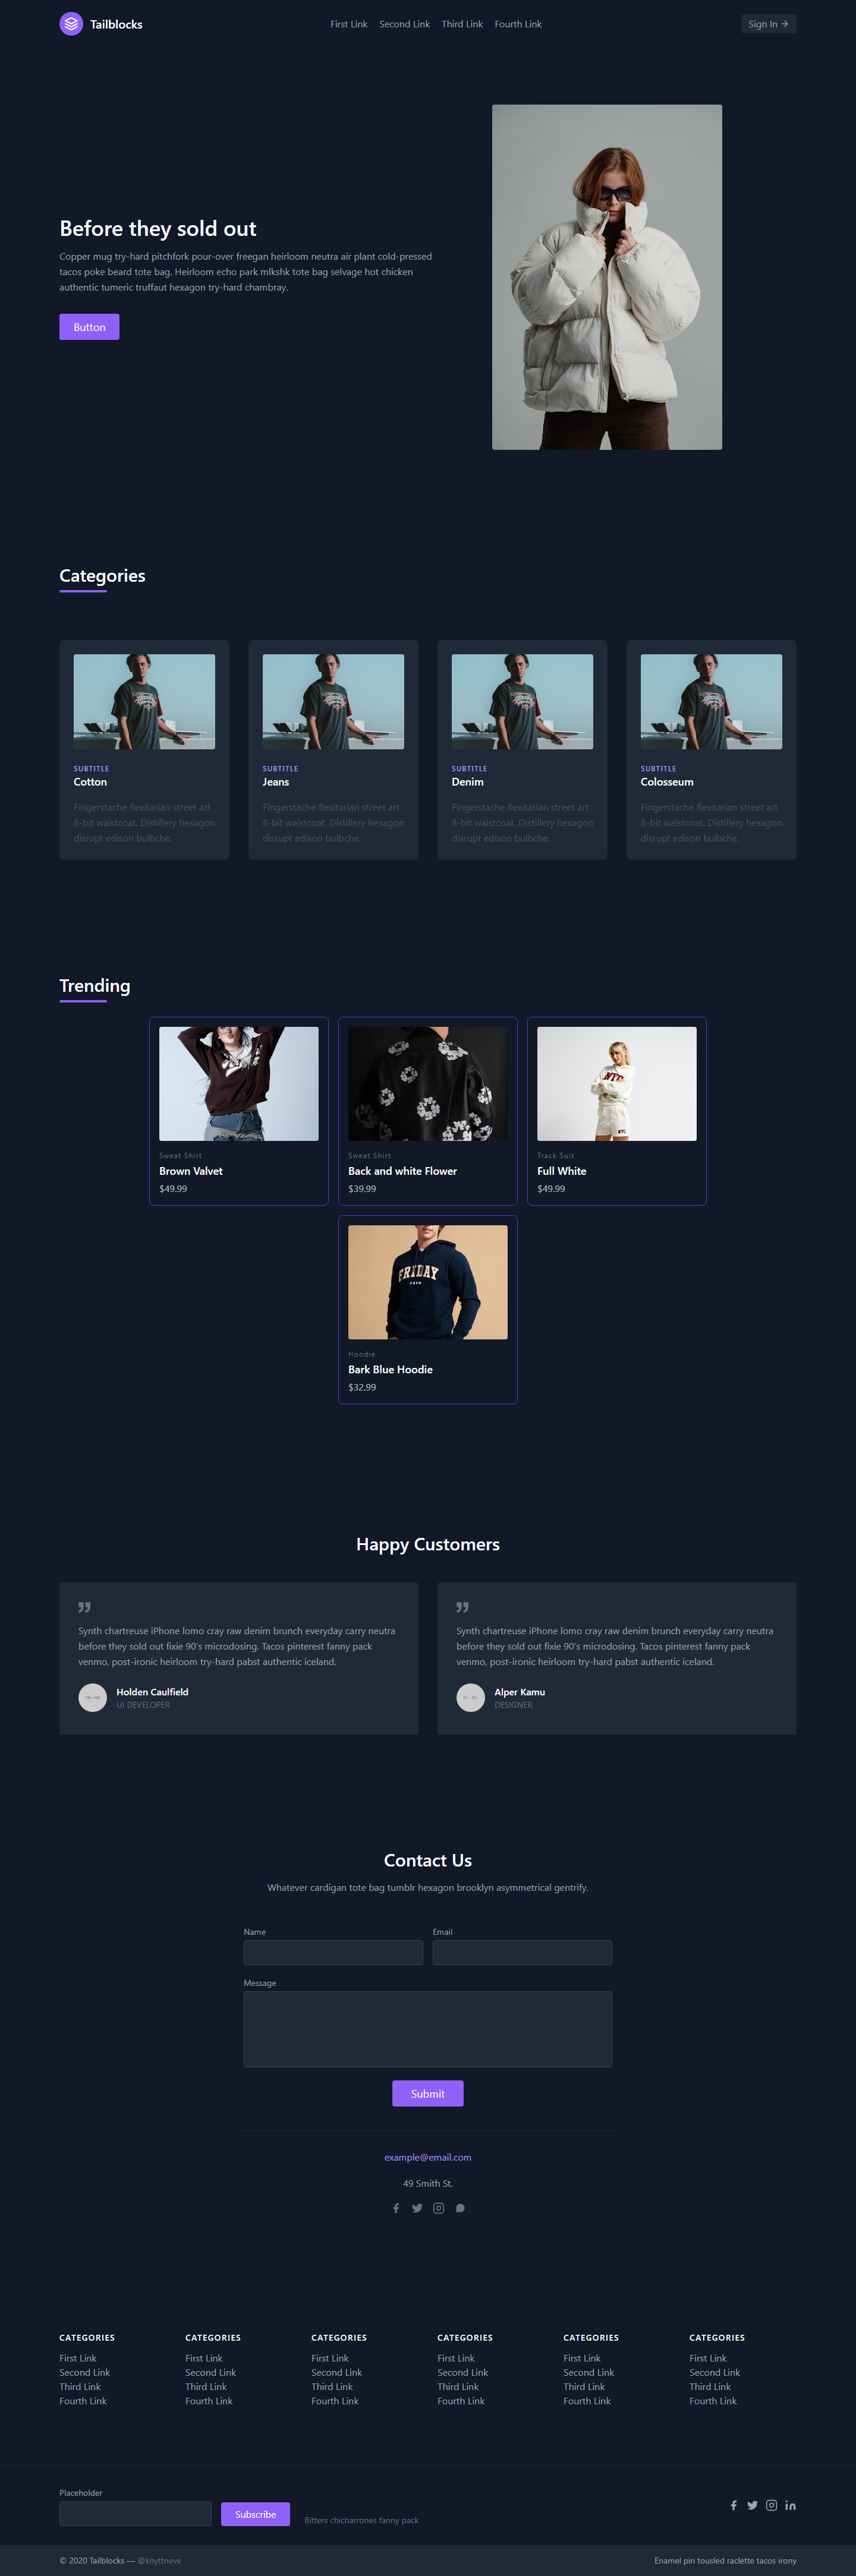 Tailblocks
First Link Second Link Third Link Fourth Link
Sign In
Before they sold out
Copper mug try-hard pitchfork pour-over freegan heirloom neutra air plant cold-pressed
tacos poke beard tote bag. Heirloom echo park mlkshk tote bag selvage hot chicken
authentic tumeric truffaut hexagon try-hard chambray.
Button
Categories
SUBTITLE
Cotton
Fingerstache flexitarian street art
8-bit waistcoat. Distillery hexagon
disrupt edison bulbche.
SUBTITLE
Jeans
Fingerstache flexitarian street art
8-bit waistcoat. Distillery hexagon
disrupt edison bulbche.
SUBTITLE
Denim
Fingerstache flexitarian street art
8-bit waistcoat. Distillery hexagon
disrupt edison bulbche.
SUBTITLE
Colosseum
Fingerstache flexitarian street art
8-bit waistcoat. Distillery hexagon
disrupt edison bulbche.
Trending
Sweat Shirt
Brown Valvet
$49.99
Sweat Shirt
Back and white Flower
$39.99
NYC
NYC
Track Suit
Full White
$49.99
FRIDAY
CREW
Hoodie
Bark Blue Hoodie
$32.99
Happy Customers
Synth chartreuse iPhone lomo cray raw denim brunch everyday carry neutra
before they sold out fixie 90's microdosing. Tacos pinterest fanny pack
venmo, post-ironic heirloom try-hard pabst authentic iceland.
Holden Caulfield
UI DEVELOPER
Synth chartreuse iPhone lomo cray raw denim brunch everyday carry neutra
before they sold out fixie 90's microdosing. Tacos pinterest fanny pack
venmo, post-ironic heirloom try-hard pabst authentic iceland.
Alper Kamu
DESIGNER
Contact Us
Whatever cardigan tote bag tumblr hexagon brooklyn asymmetrical gentrify.
Name
Email
Message
Submit
example@email.com
49 Smith St.
CATEGORIES
First Link
Second Link
Third Link
Fourth Link
CATEGORIES
First Link
Second Link
Third Link
Fourth Link
CATEGORIES
First Link
Second Link
Third Link
Fourth Link
CATEGORIES
First Link
Second Link
Third Link
Fourth Link
CATEGORIES
First Link
Second Link
Third Link
Fourth Link
CATEGORIES
First Link
Second Link
Third Link
Fourth Link
Placeholder
Subscribe
Bitters chicharrones fanny pack
© 2020 Tailblocks — @knyttneve
Enamel pin tousled raclette tacos irony